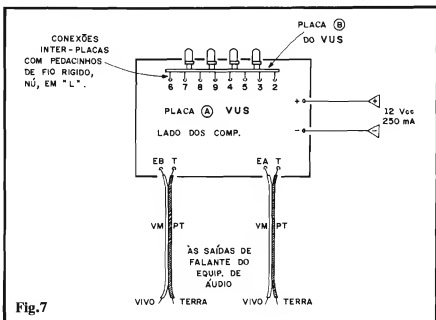 CONEXÕES
INTER-PLACAS
COM PEDACINHOS
DE FIO RÍGIDO,
NÚ, EM "L".
PLACA B
DO VUS
6 7 8 9 4 5 3 2
PLACA A VUS
LADO DOS COMP.
+ +
12 Vcc
250 mA
- -
EB T EA T
VM PT VM PT
ÀS SAÍDAS DE
FALANTE DO
EQUIP. DE
ÁUDIO
VIVO TERRA VIVO TERRA
Fig.7